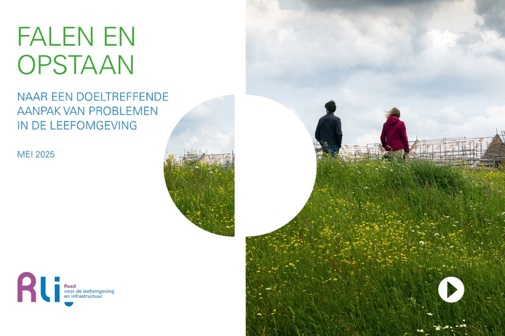 FALEN EN
OPSTAAN
NAAR EEN DOELTREFFENDE
AANPAK VAN PROBLEMEN
IN DE LEEFOMGEVING
MEI 2025
Rli
Raad
voor de leefomgeving
en infrastructuur